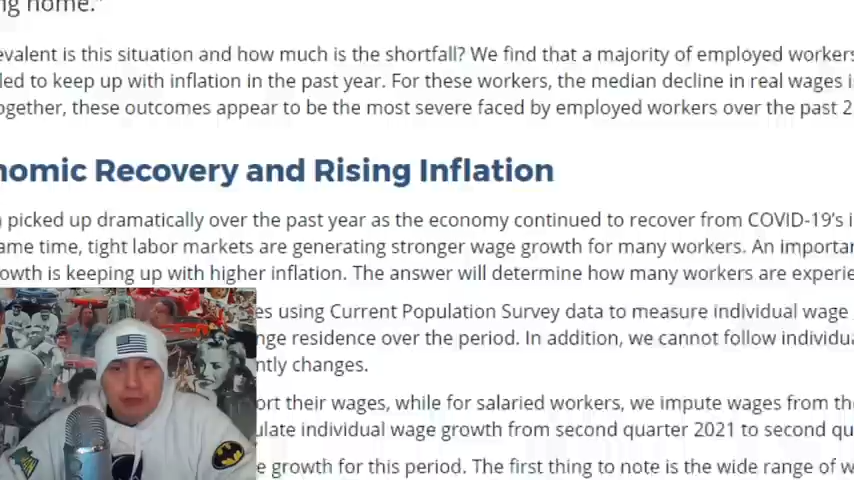 ng home."
evalent is this situation and how much is the shortfall? We find that a majority of employed workers
led to keep up with inflation in the past year. For these workers, the median decline in real wages i
ogether, these outcomes appear to be the most severe faced by employed workers over the past 2
nomic Recovery and Rising Inflation
picked up dramatically over the past year as the economy continued to recover from COVID-19's i
ame time, tight labor markets are generating stronger wage growth for many workers. An importan
owth is keeping up with higher inflation. The answer will determine how many workers are experie
es using Current Population Survey data to measure individual wage
nge residence over the period. In addition, we cannot follow individua
ntly changes.
ort their wages, while for salaried workers, we impute wages from the
ulate individual wage growth from second quarter 2021 to second qu
e growth for this period. The first thing to note is the wide range of w